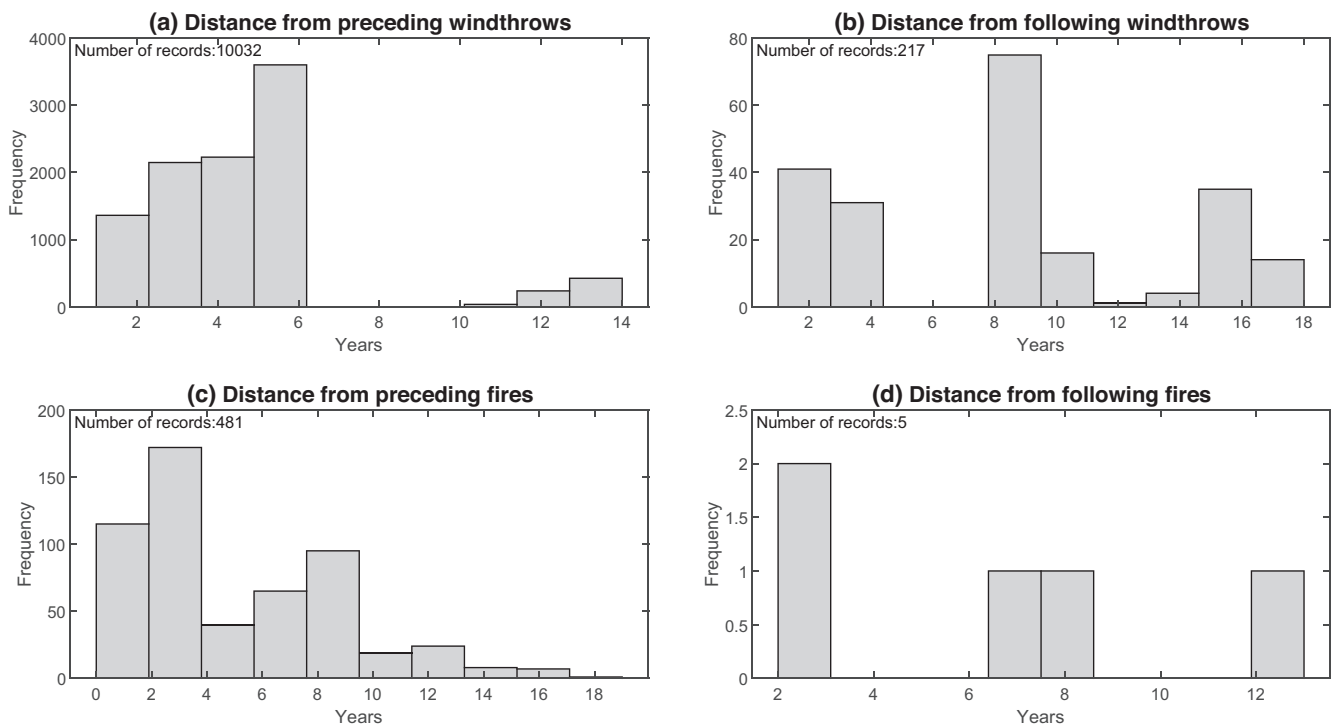 (a) Distance from preceding windthrows
Number of records:10032
4000
3000
2000
1000
0
Frequency
2 4 6 8 10 12 14
Years
(b) Distance from following windthrows
Number of records:217
80
60
40
20
0
Frequency
2 4 6 8 10 12 14 16 18
Years
(c) Distance from preceding fires
Number of records:481
200
150
100
50
0
Frequency
0 2 4 6 8 10 12 14 16 18
Years
(d) Distance from following fires
Number of records:5
2.5
2
1.5
1
0.5
0
Frequency
2 4 6 8 10 12
Years